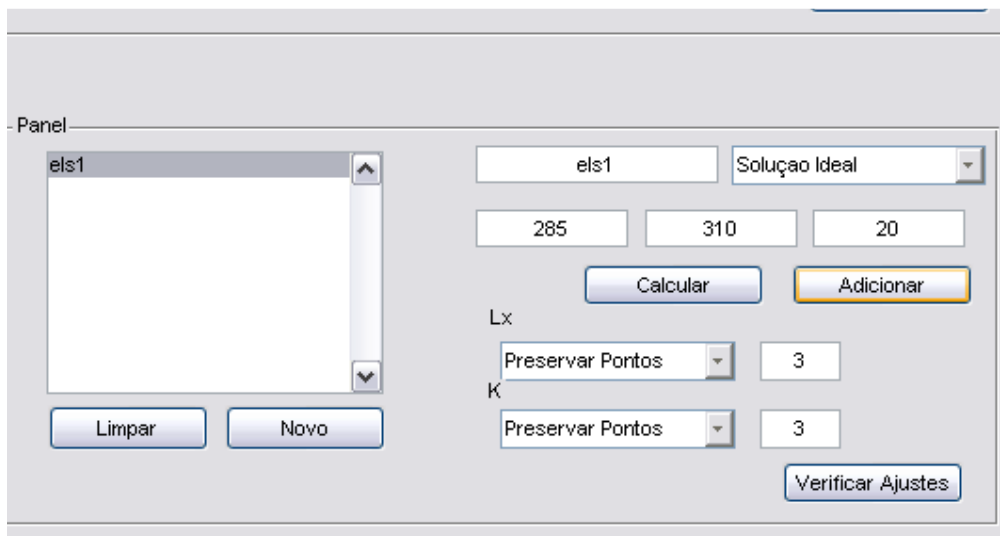 Panel
els1
els1 Soluçao Ideal
285 310 20
Calcular Adicionar
Lx
Preservar Pontos 3
K
Preservar Pontos 3
Limpar Novo
Verificar Ajustes